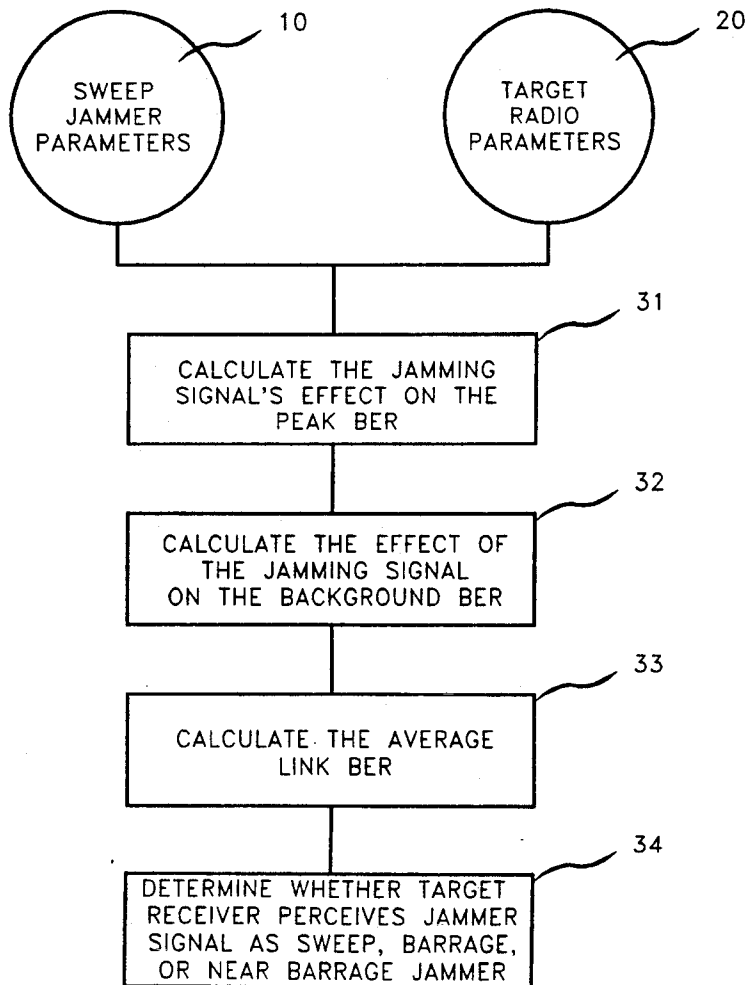 10
20
SWEEP
JAMMER
PARAMETERS
TARGET
RADIO
PARAMETERS
31
CALCULATE THE JAMMING
SIGNAL'S EFFECT ON THE
PEAK BER
32
CALCULATE THE EFFECT OF
THE JAMMING SIGNAL
ON THE BACKGROUND BER
33
CALCULATE THE AVERAGE
LINK BER
34
DETERMINE WHETHER TARGET
RECEIVER PERCEIVES JAMMER
SIGNAL AS SWEEP, BARRAGE,
OR NEAR BARRAGE JAMMER